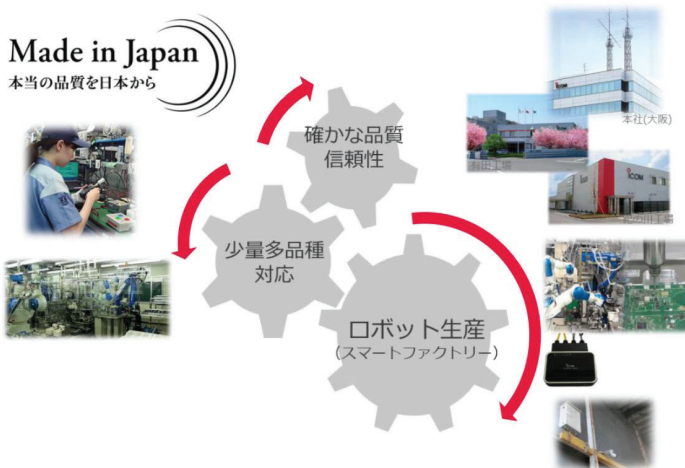 Made in Japan
本当の品質を日本から
確かな品質
信頼性
少量多品種
対応
ロボット生産
(スマートファクトリー)
本社(大阪)
ICOM